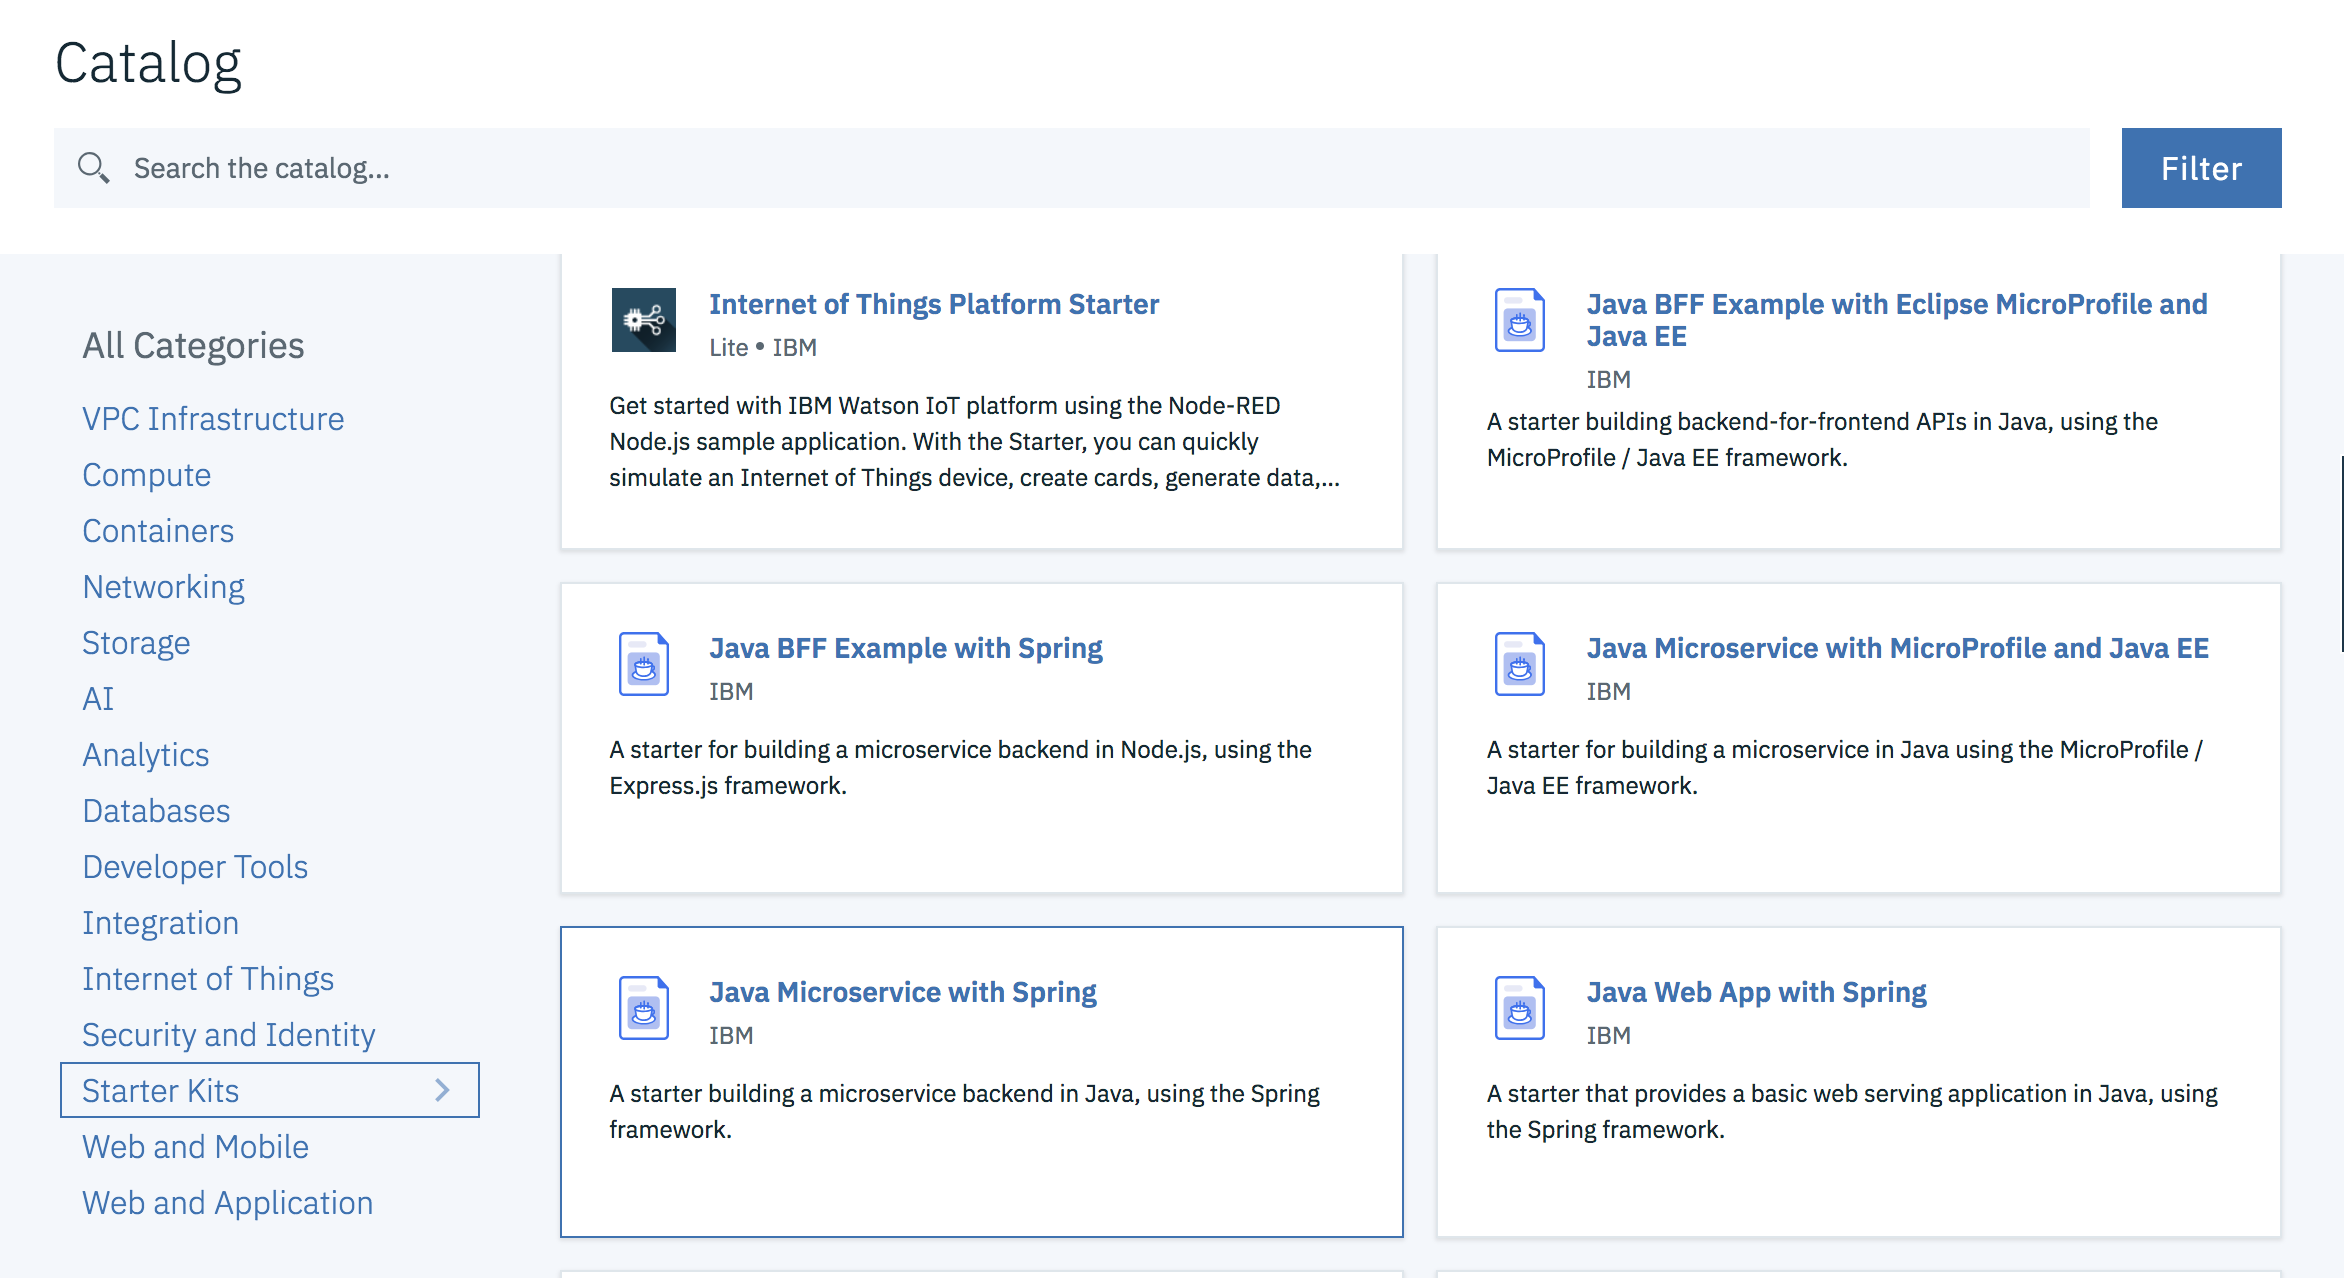 Catalog
Search the catalog...
Filter
All Categories
VPC Infrastructure
Compute
Containers
Networking
Storage
AI
Analytics
Databases
Developer Tools
Integration
Internet of Things
Security and Identity
Starter Kits
Web and Mobile
Web and Application
Internet of Things Platform Starter
Lite • IBM
Get started with IBM Watson IoT platform using the Node-RED
Node.js sample application. With the Starter, you can quickly
simulate an Internet of Things device, create cards, generate data,...
Java BFF Example with Eclipse MicroProfile and
Java EE
IBM
A starter building backend-for-frontend APIs in Java, using the
MicroProfile / Java EE framework.
Java BFF Example with Spring
IBM
A starter for building a microservice backend in Node.js, using the
Express.js framework.
Java Microservice with MicroProfile and Java EE
IBM
A starter for building a microservice in Java using the MicroProfile /
Java EE framework.
Java Microservice with Spring
IBM
A starter building a microservice backend in Java, using the Spring
framework.
Java Web App with Spring
IBM
A starter that provides a basic web serving application in Java, using
the Spring framework.